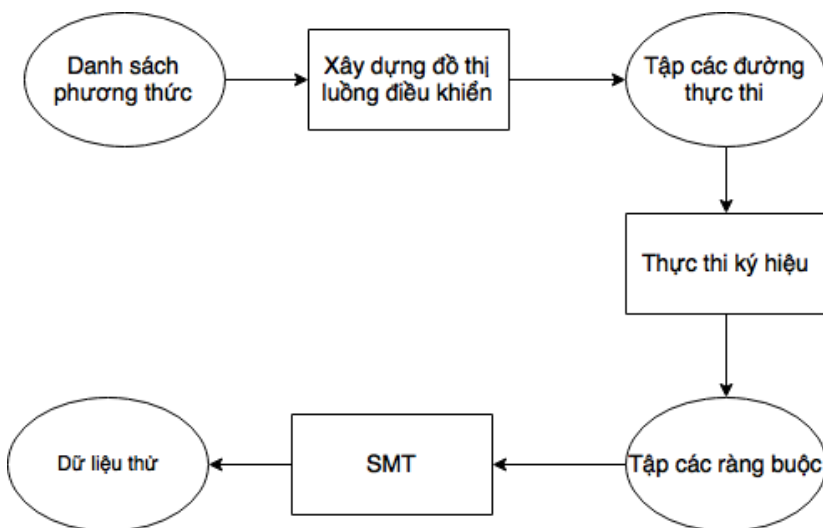 Danh sách
phương thức
Xây dựng đồ thị
luồng điều khiển
Tập các đường
thực thi
Thực thi ký hiệu
Tập các ràng buộc
SMT
Dữ liệu thử